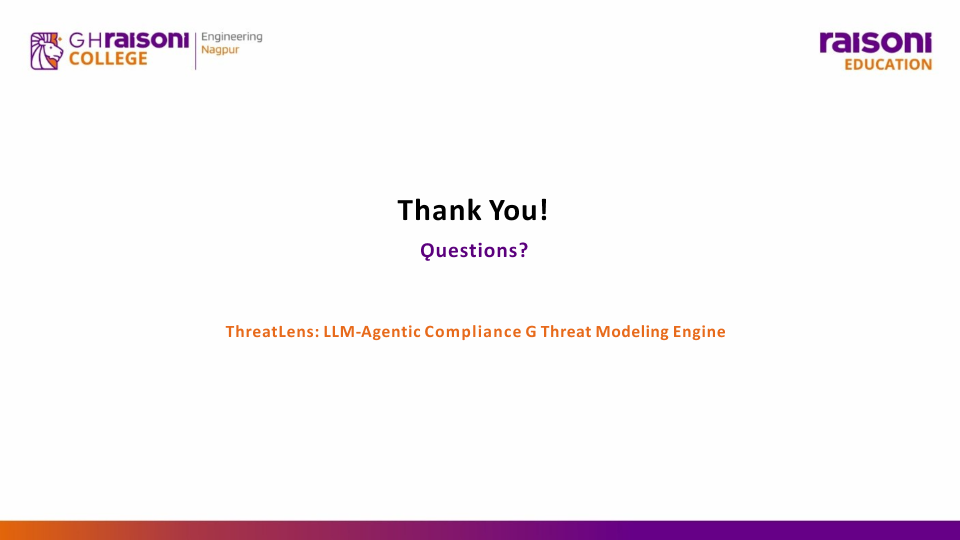 GHraisoni
COLLEGE
Engineering
Nagpur
raisoni
EDUCATION
Thank You!
Questions?
ThreatLens: LLM-Agentic Compliance G Threat Modeling Engine